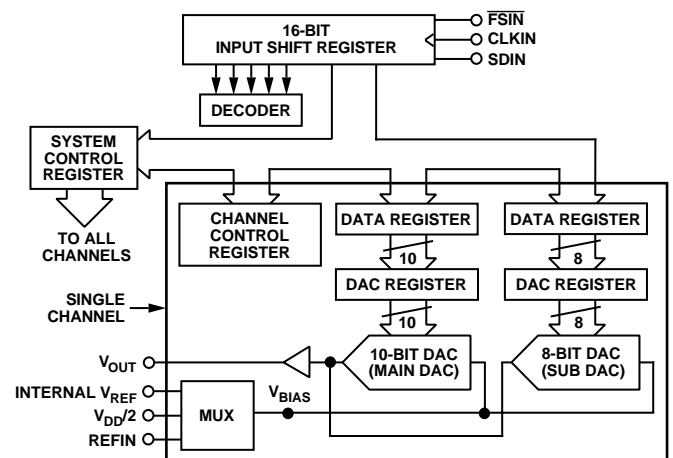 16-BIT
INPUT SHIFT REGISTER
FSIN
CLKIN
SDIN
DECODER
SYSTEM
CONTROL
REGISTER
TO ALL
CHANNELS
CHANNEL
CONTROL
REGISTER
DATA REGISTER
DATA REGISTER
10
8
DAC REGISTER
DAC REGISTER
10
8
SINGLE
CHANNEL
10-BIT DAC
(MAIN DAC)
8-BIT DAC
(SUB DAC)
VOUT
INTERNAL VREF
VDD/2
REFIN
MUX
VBIAS